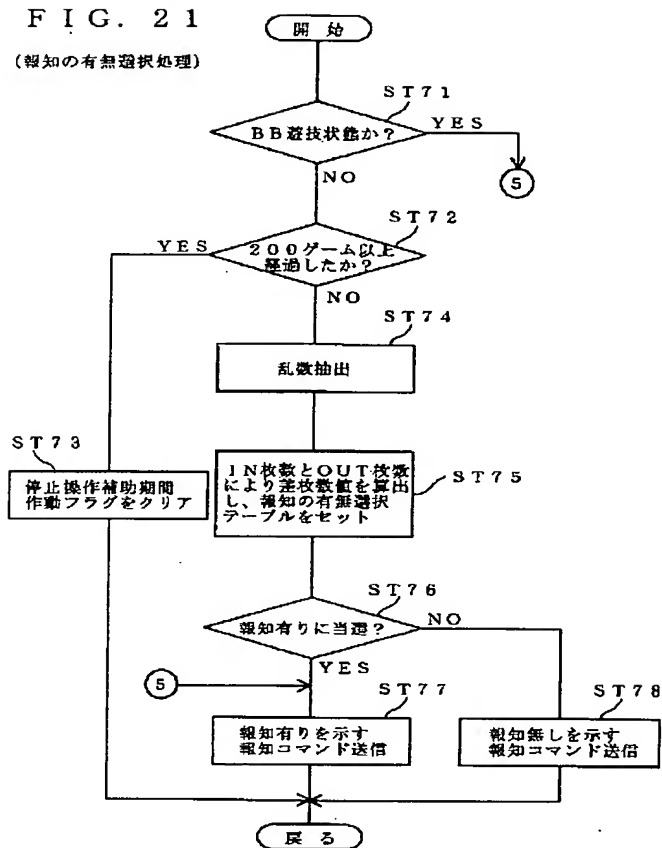 FIG. 21
(報知の有無選択処理)
開始
ST71
BB遊技状態か?
YES
5
NO
ST72
YES
200ゲーム以上
経過したか?
NO
ST74
乱数抽出
ST73
停止操作補助期間
作動フラグをクリア
IN枚数とOUT枚数
により差枚数値を算出
し、報知の有無選択
テーブルをセット
ST75
ST76
報知有りに当選?
NO
YES
5
ST77
報知有りを示す
報知コマンド送信
ST78
報知無しを示す
報知コマンド送信
戻る